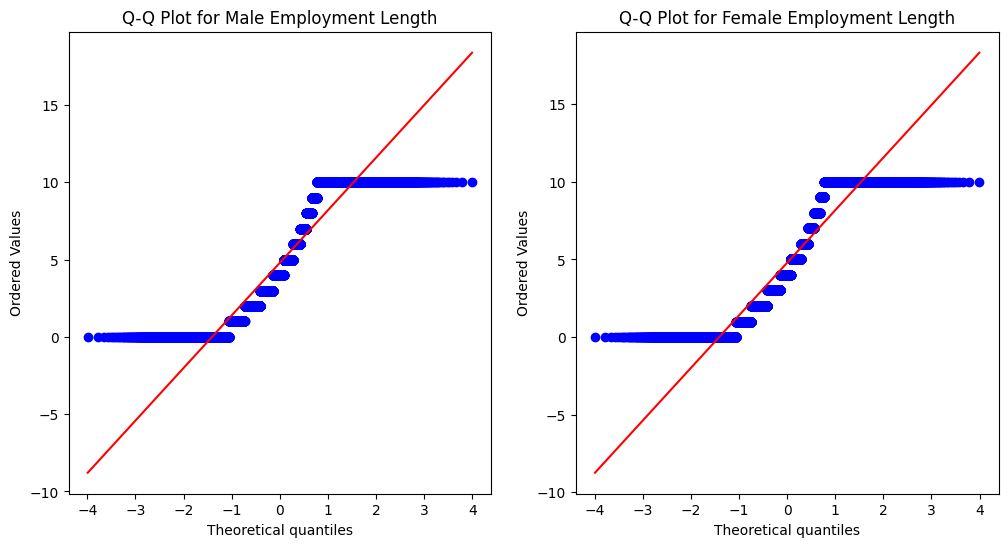 Q-Q Plot for Male Employment Length
Ordered Values
15
10
5
0
−5
−10
−4 −3 −2 −1 0 1 2 3 4
Theoretical quantiles
Q-Q Plot for Female Employment Length
Ordered Values
15
10
5
0
−5
−10
−4 −3 −2 −1 0 1 2 3 4
Theoretical quantiles